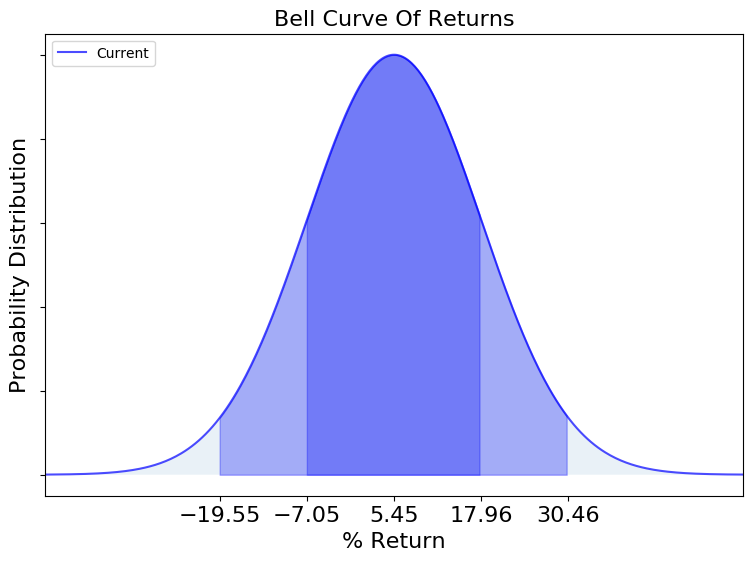 Bell Curve Of Returns
Current
Probability Distribution
−19.55 −7.05 5.45 17.96 30.46
% Return